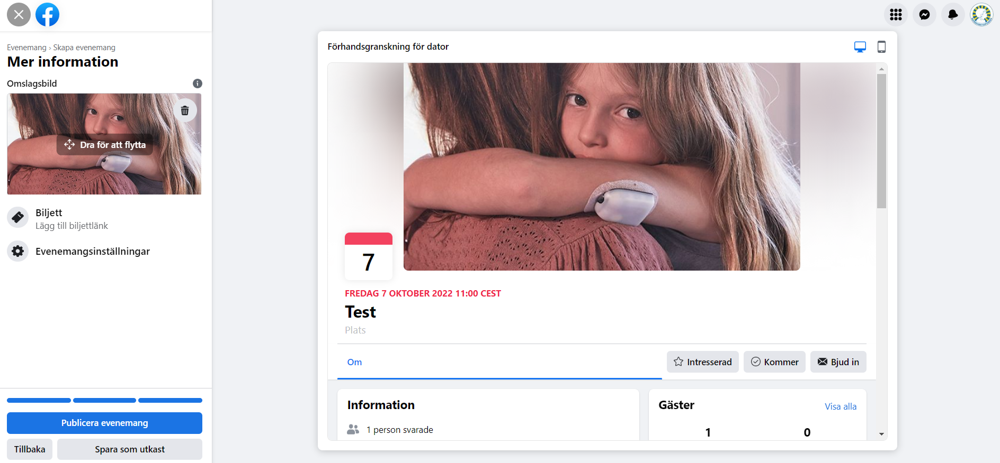 Evenemang › Skapa evenemang
Mer information
Omslagsbild
Dra för att flytta
Biljett
Lägg till biljettlänk
Evenemangsinställningar
Publicera evenemang
Tillbaka
Spara som utkast
Förhandsgranskning för dator
7
FREDAG 7 OKTOBER 2022 11:00 CEST
Test
Plats
Om
Intresserad
Kommer
Bjud in
Information
1 person svarade
Gäster
Visa alla
1
0